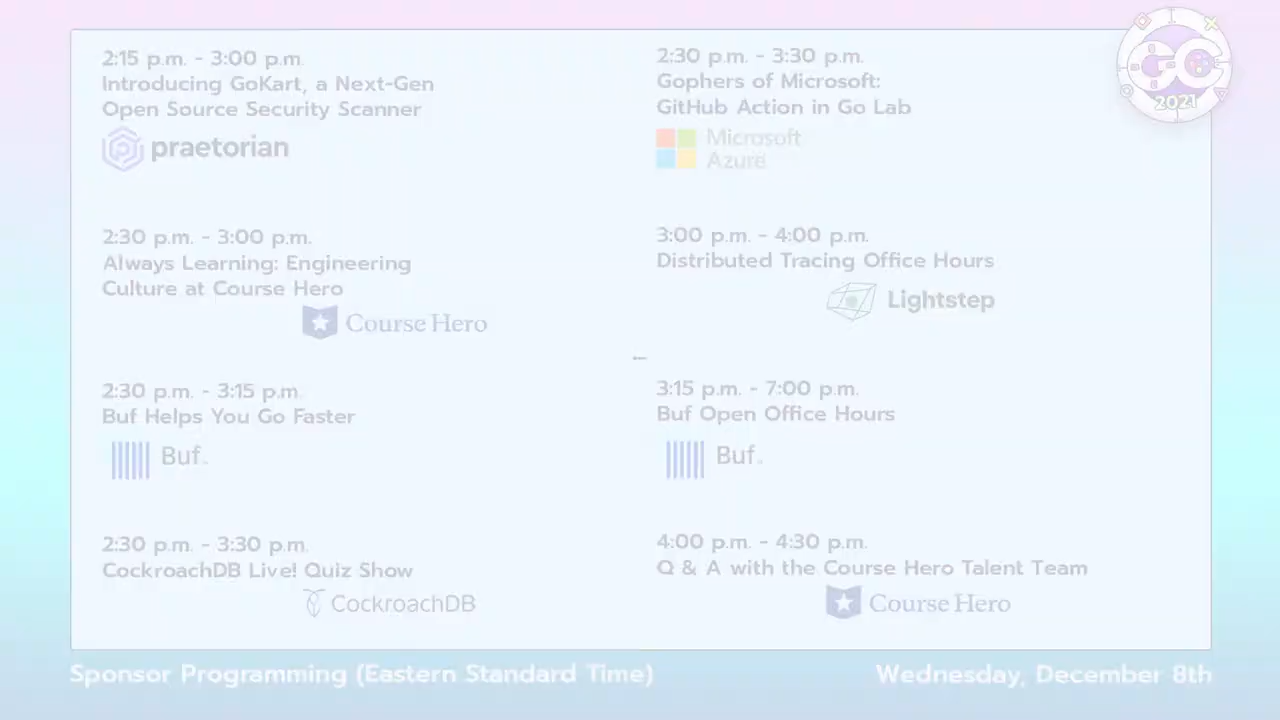 2:15 p.m. - 3:00 p.m.
Introducing GoKart, a Next-Gen
Open Source Security Scanner
praetorian
2:30 p.m. - 3:00 p.m.
Always Learning: Engineering
Culture at Course Hero
Course Hero
2:30 p.m. - 3:15 p.m.
Buf Helps You Go Faster
Buf
2:30 p.m. - 3:30 p.m.
CockroachDB Live! Quiz Show
CockroachDB
2:30 p.m. - 3:30 p.m.
Gophers of Microsoft:
GitHub Action in Go Lab
Microsoft
Azure
3:00 p.m. - 4:00 p.m.
Distributed Tracing Office Hours
Lightstep
3:15 p.m. - 7:00 p.m.
Buf Open Office Hours
Buf
4:00 p.m. - 4:30 p.m.
Q & A with the Course Hero Talent Team
Course Hero
GC
2021
Sponsor Programming (Eastern Standard Time)
Wednesday, December 8th